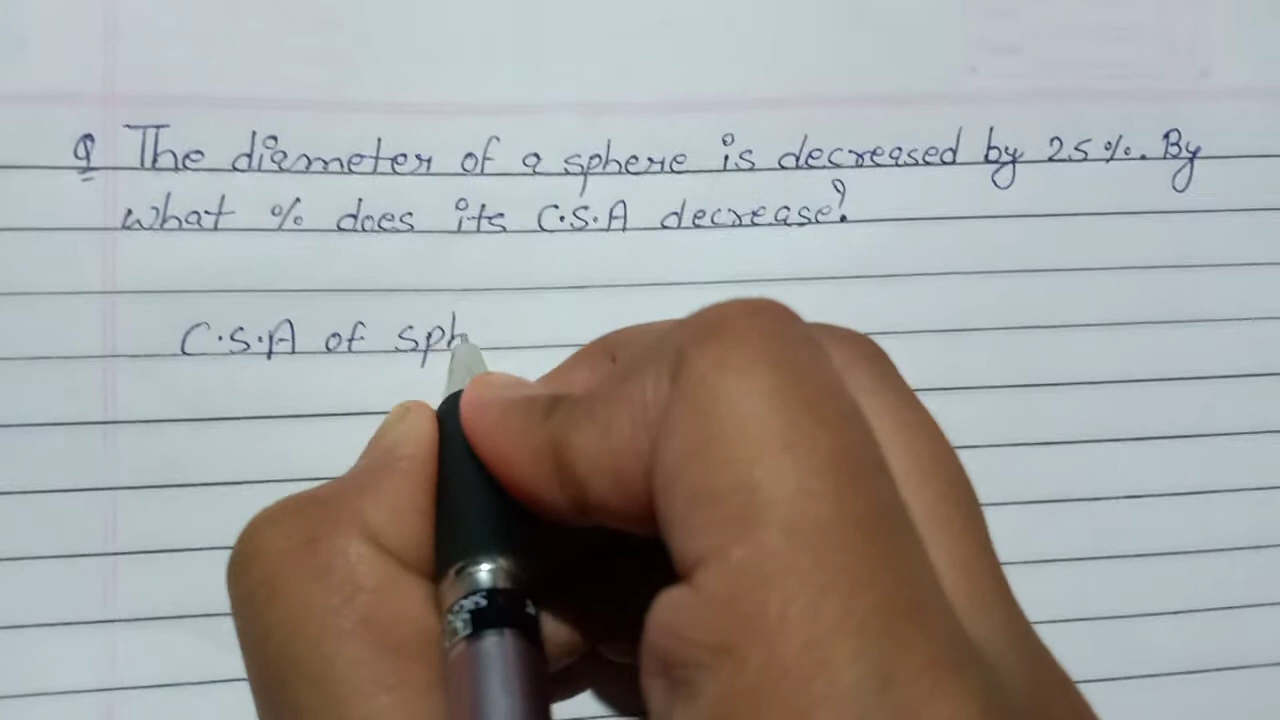 Q The diameter of a sphere is decreased by 25%. By
what % does its C.S.A decrease?
C.S.A of sph